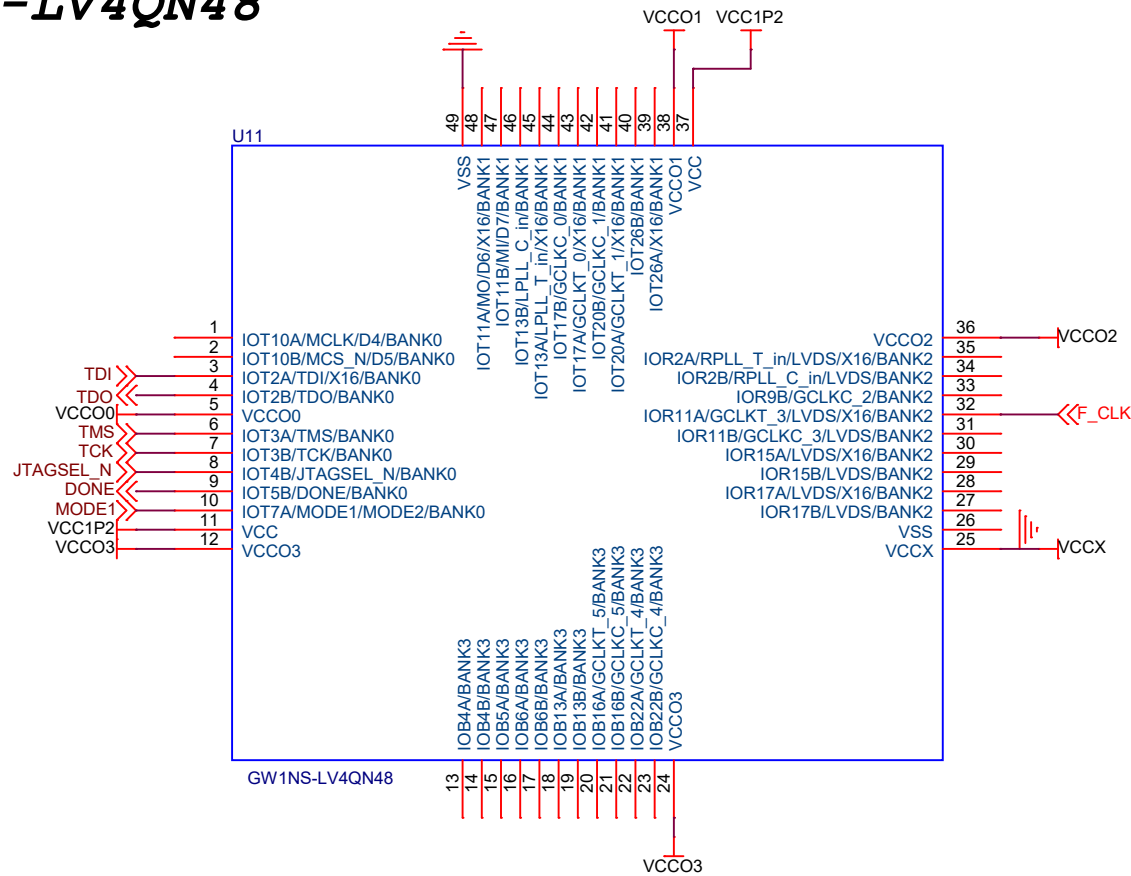 -LV4QN48
VCCO1 VCC1P2
49 48 47 46 45 44 43 42 41 40 39 38 37
U11
VSS
IOT11A/MO/D6/X16/BANK1
IOT11B/MI/D7/BANK1
IOT13B/LPLL_C_in/BANK1
IOT13A/LPLL_T_in/X16/BANK1
IOT17B/GCLKC_0/BANK1
IOT17A/GCLKT_0/X16/BANK1
IOT20B/GCLKC_1/BANK1
IOT20A/GCLKT_1/X16/BANK1
IOT26B/BANK1
IOT26A/X16/BANK1
VCCO1
VCC
1 IOT10A/MCLK/D4/BANK0
2 IOT10B/MCS_N/D5/BANK0
TDI 3 IOT2A/TDI/X16/BANK0
TDO 4 IOT2B/TDO/BANK0
VCCO0 5 VCCO0
TMS 6 IOT3A/TMS/BANK0
TCK 7 IOT3B/TCK/BANK0
JTAGSEL_N 8 IOT4B/JTAGSEL_N/BANK0
DONE 9 IOT5B/DONE/BANK0
MODE1 10 IOT7A/MODE1/MODE2/BANK0
VCC1P2 11 VCC
VCCO3 12 VCCO3
VCCO2 36 VCCO2
IOR2A/RPLL_T_in/LVDS/X16/BANK2 35
IOR2B/RPLL_C_in/LVDS/BANK2 34
IOR9B/GCLKC_2/BANK2 33
IOR11A/GCLKT_3/LVDS/X16/BANK2 32 F_CLK
IOR11B/GCLKC_3/LVDS/BANK2 31
IOR15A/LVDS/X16/BANK2 30
IOR15B/LVDS/BANK2 29
IOR17A/LVDS/X16/BANK2 28
IOR17B/LVDS/BANK2 27
VSS 26
VCCX 25 VCCX
IOB4A/BANK3
IOB4B/BANK3
IOB5A/BANK3
IOB6A/BANK3
IOB6B/BANK3
IOB13A/BANK3
IOB13B/BANK3
IOB16A/GCLKT_5/BANK3
IOB16B/GCLKC_5/BANK3
IOB22A/GCLKT_4/BANK3
IOB22B/GCLKC_4/BANK3
VCCO3
GW1NS-LV4QN48
13 14 15 16 17 18 19 20 21 22 23 24
VCCO3